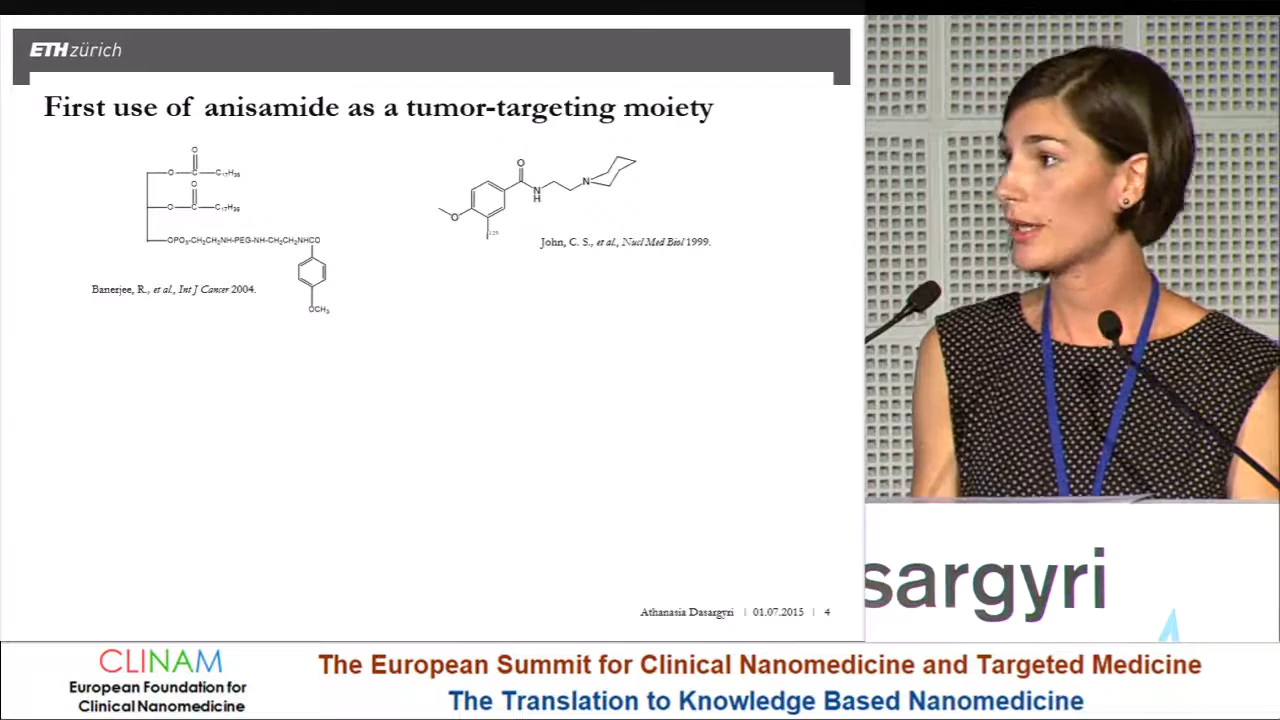 ETH zürich
First use of anisamide as a tumor-targeting moiety
O
O—C—C₁₇H₃₅
O
O—C—C₁₇H₃₅
OPO₃-CH₂CH₂NH-PEG-NH-CH₂CH₂NHCO
OCH₃
Banerjee, R., et al., Int J Cancer 2004.
O
N
H
N
O
I
125
John, C. S., et al., Nucl Med Biol 1999.
Athanasia Dasargyri | 01.07.2015 | 4
sargyri
CLINAM
European Foundation for
Clinical Nanomedicine
The European Summit for Clinical Nanomedicine and Targeted Medicine
The Translation to Knowledge Based Nanomedicine